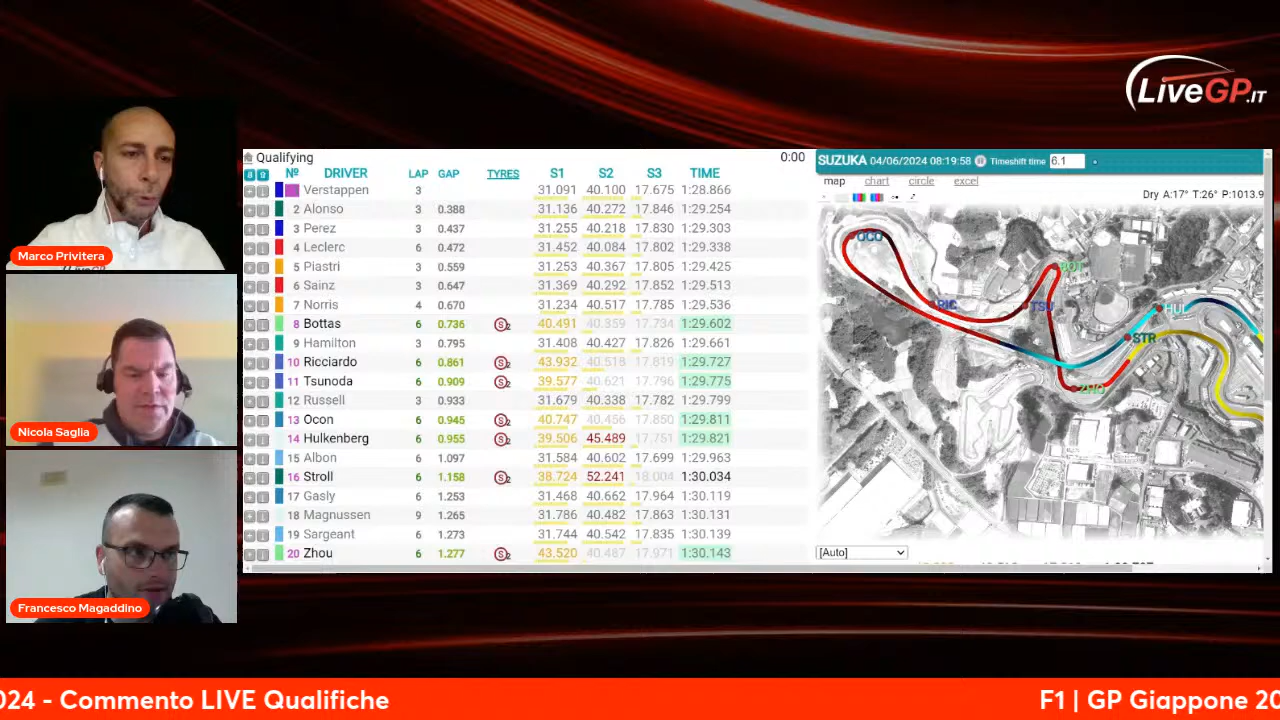 LiveGP.IT
Marco Privitera
Nicola Saglia
Francesco Magaddino
Qualifying 0:00
Nº DRIVER LAP GAP TYRES S1 S2 S3 TIME
Verstappen 3 31.091 40.100 17.675 1:28.866
2 Alonso 3 0.388 31.136 40.272 17.846 1:29.254
3 Perez 3 0.437 31.255 40.218 17.830 1:29.303
4 Leclerc 6 0.472 31.452 40.084 17.802 1:29.338
5 Piastri 3 0.559 31.253 40.367 17.805 1:29.425
6 Sainz 3 0.647 31.369 40.292 17.852 1:29.513
7 Norris 4 0.670 31.234 40.517 17.785 1:29.536
8 Bottas 6 0.736 S2 40.491 40.359 17.734 1:29.602
9 Hamilton 3 0.795 31.408 40.427 17.826 1:29.661
10 Ricciardo 6 0.861 S2 43.932 40.518 17.819 1:29.727
11 Tsunoda 6 0.909 S2 39.577 40.621 17.796 1:29.775
12 Russell 3 0.933 31.679 40.338 17.782 1:29.799
13 Ocon 6 0.945 S2 40.747 40.456 17.850 1:29.811
14 Hulkenberg 6 0.955 S2 39.506 45.489 17.751 1:29.821
15 Albon 6 1.097 31.584 40.602 17.699 1:29.963
16 Stroll 6 1.158 S2 38.724 52.241 18.004 1:30.034
17 Gasly 6 1.253 31.468 40.662 17.964 1:30.119
18 Magnussen 9 1.265 31.786 40.482 17.863 1:30.131
19 Sargeant 6 1.273 31.744 40.542 17.835 1:30.139
20 Zhou 6 1.277 S2 43.520 40.487 17.971 1:30.143
SUZUKA 04/06/2024 08:19:58 Timeshift time 6.1
map chart circle excel
Dry A:17° T:26° P:1013.9
OCO
BOT
RIC
TSU
HUL
STR
ZHO
[Auto]
024 - Commento LIVE Qualifiche
F1 | GP Giappone 20